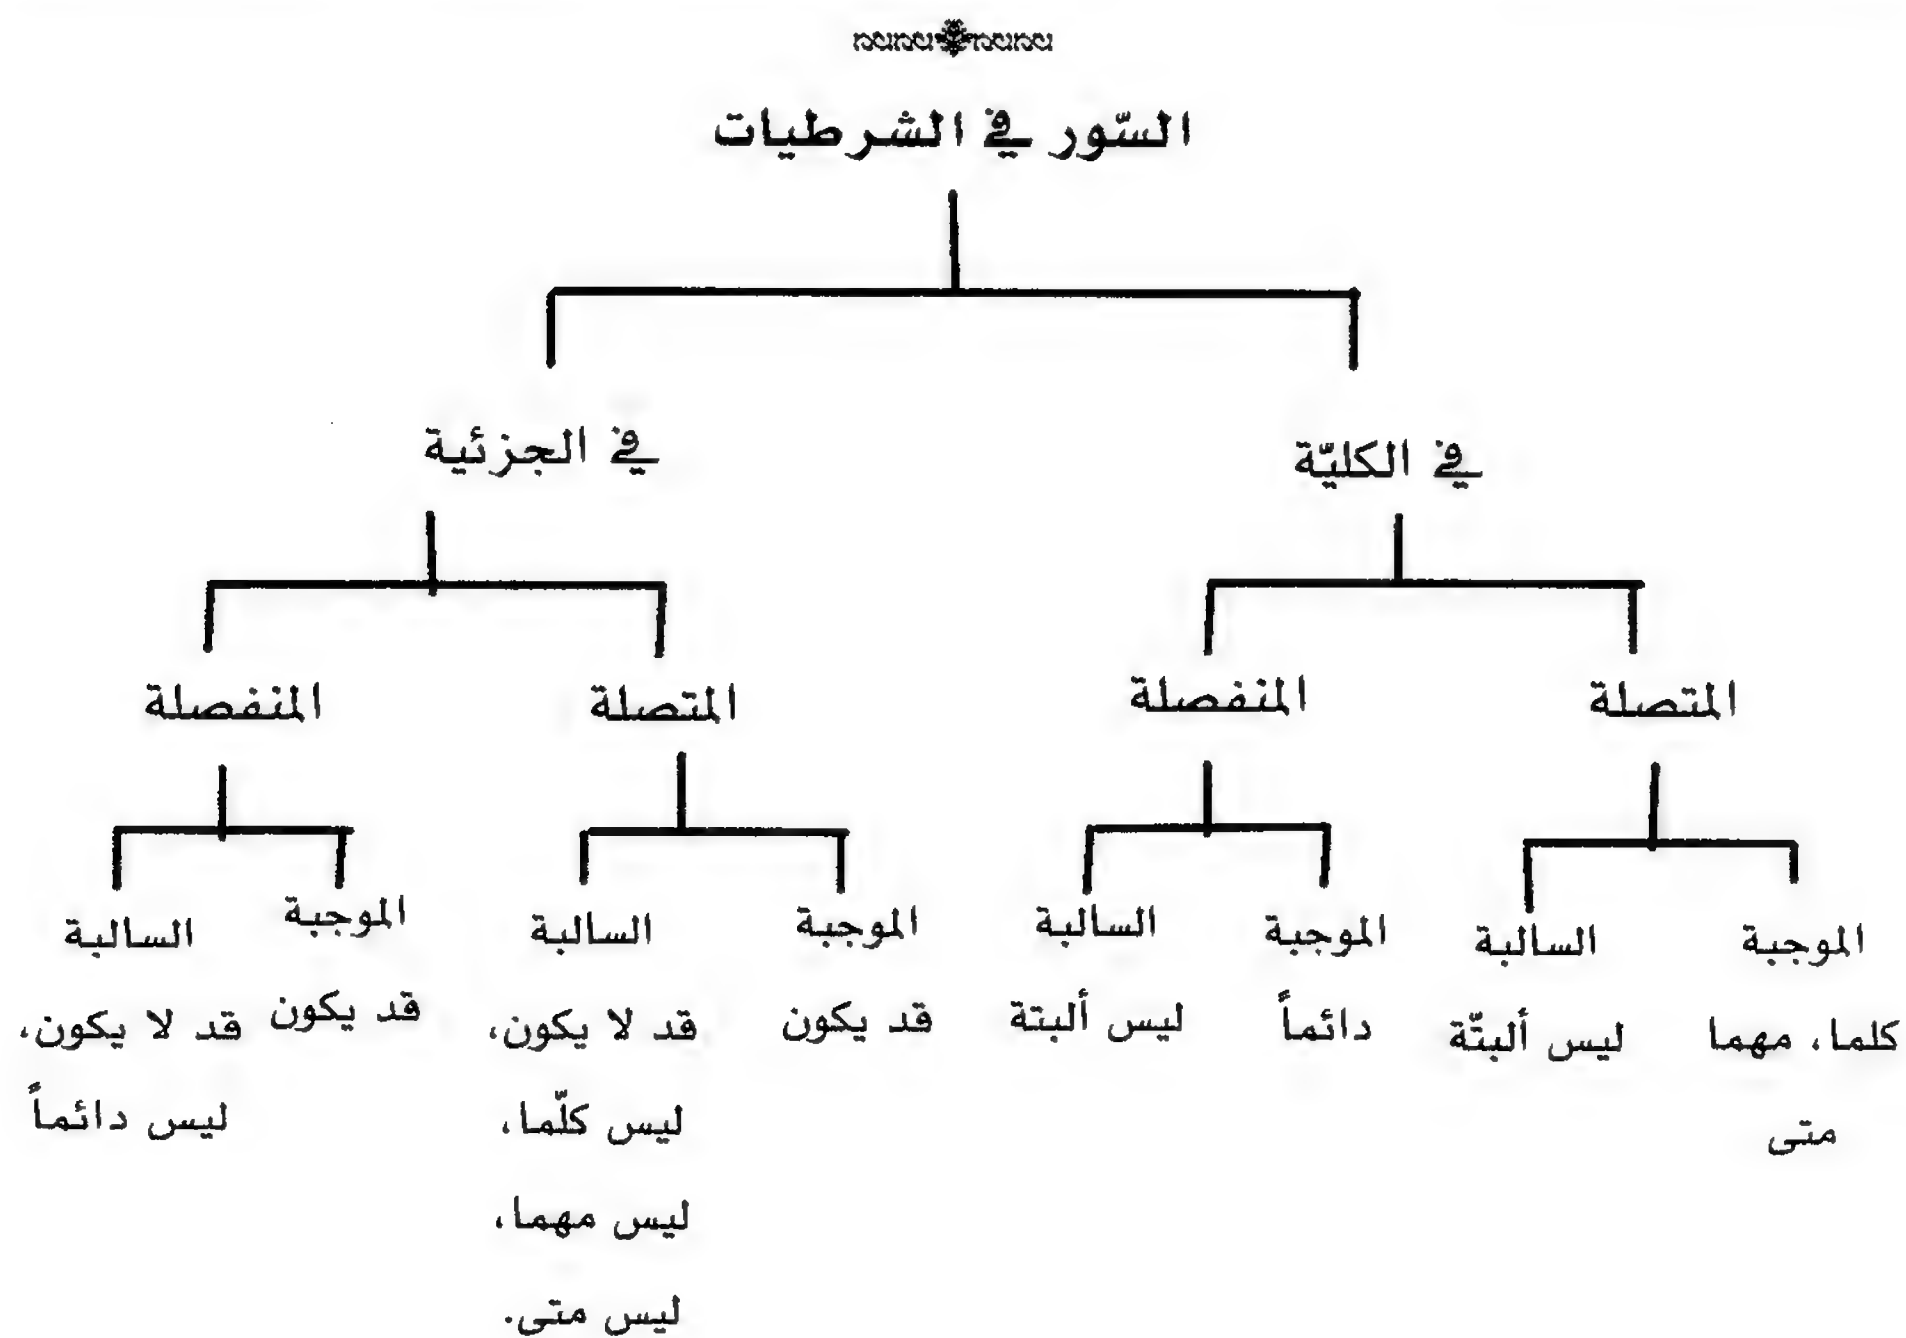 السّور في الشرطيات
في الكليّة
في الجزئية
المتصلة
المنفصلة
المتصلة
المنفصلة
الموجبة
كلما، مهما
متى
السالبة
ليس ألبتّة
الموجبة
دائماً
السالبة
ليس ألبتة
الموجبة
قد يكون
السالبة
قد لا يكون،
ليس كلّما،
ليس مهما،
ليس متى.
الموجبة
قد يكون
السالبة
قد لا يكون،
ليس دائماً